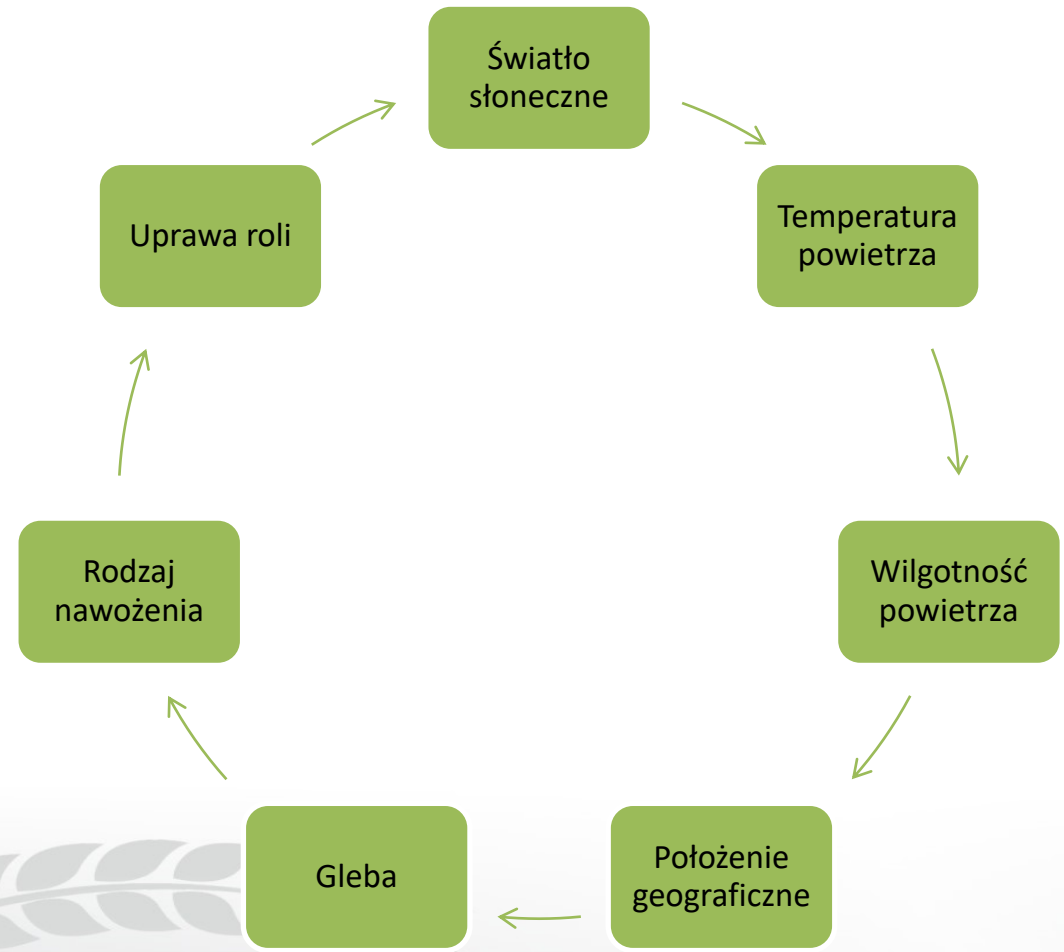 Światło
słoneczne
Temperatura
powietrza
Wilgotność
powietrza
Położenie
geograficzne
Gleba
Rodzaj
nawożenia
Uprawa roli